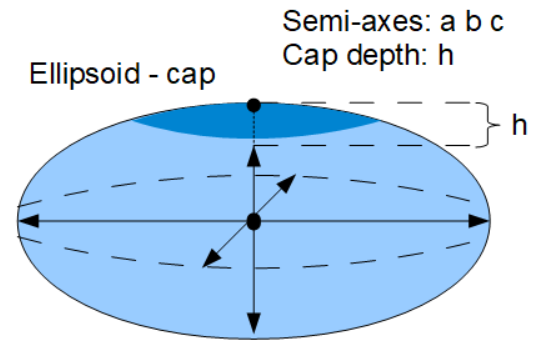 Semi-axes: a b c
Cap depth: h
Ellipsoid - cap
h